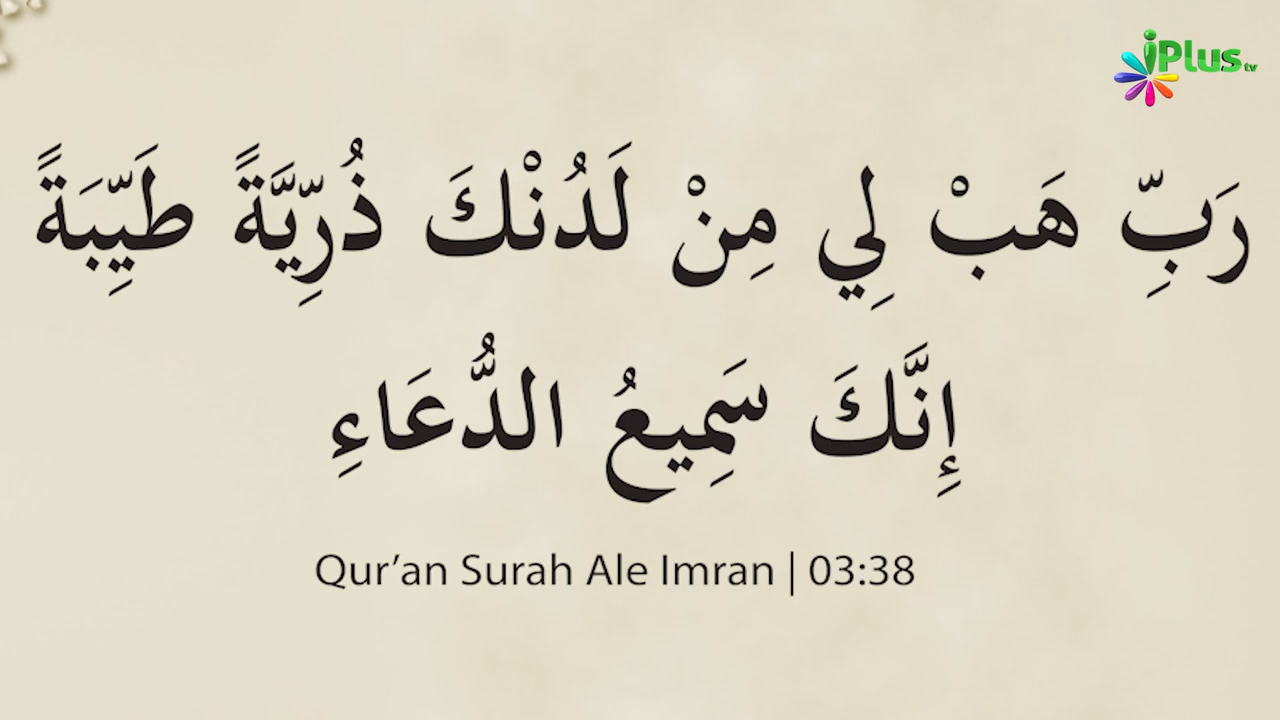 iPlus tv
رَبِّ هَبْ لِي مِنْ لَدُنْكَ ذُرِّيَّةً طَيِّبَةً
إِنَّكَ سَمِيعُ الدُّعَاءِ
Qur’an Surah Ale Imran | 03:38